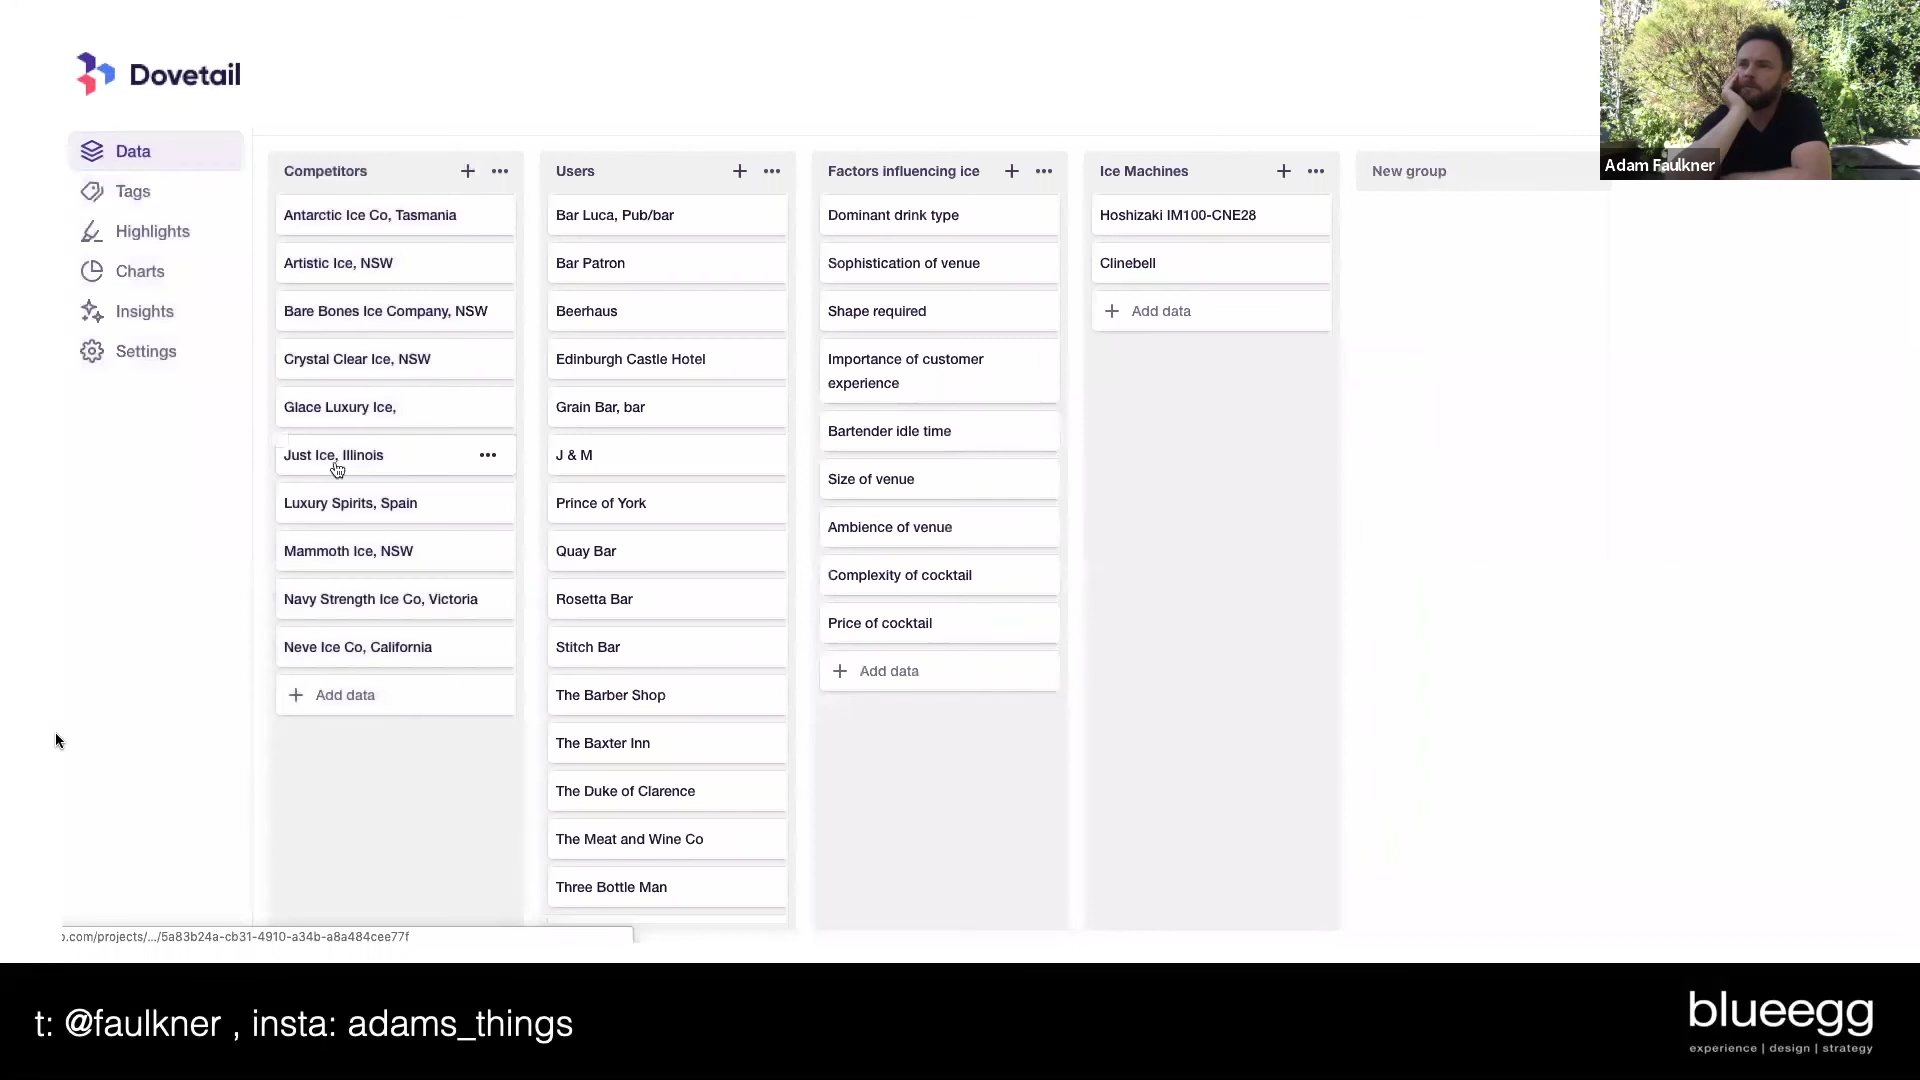 Dovetail
Adam Faulkner
Data
Tags
Highlights
Charts
Insights
Settings
Competitors
Antarctic Ice Co, Tasmania
Artistic Ice, NSW
Bare Bones Ice Company, NSW
Crystal Clear Ice, NSW
Glace Luxury Ice,
Just Ice, Illinois
Luxury Spirits, Spain
Mammoth Ice, NSW
Navy Strength Ice Co, Victoria
Neve Ice Co, California
Add data
Users
Bar Luca, Pub/bar
Bar Patron
Beerhaus
Edinburgh Castle Hotel
Grain Bar, bar
J & M
Prince of York
Quay Bar
Rosetta Bar
Stitch Bar
The Barber Shop
The Baxter Inn
The Duke of Clarence
The Meat and Wine Co
Three Bottle Man
Factors influencing ice
Dominant drink type
Sophistication of venue
Shape required
Importance of customer
experience
Bartender idle time
Size of venue
Ambience of venue
Complexity of cocktail
Price of cocktail
Add data
Ice Machines
Hoshizaki IM100-CNE28
Clinebell
Add data
New group
.com/projects/.../5a83b24a-cb31-4910-a34b-a8a484cee77f
t: @faulkner , insta: adams_things
blueegg
experience | design | strategy